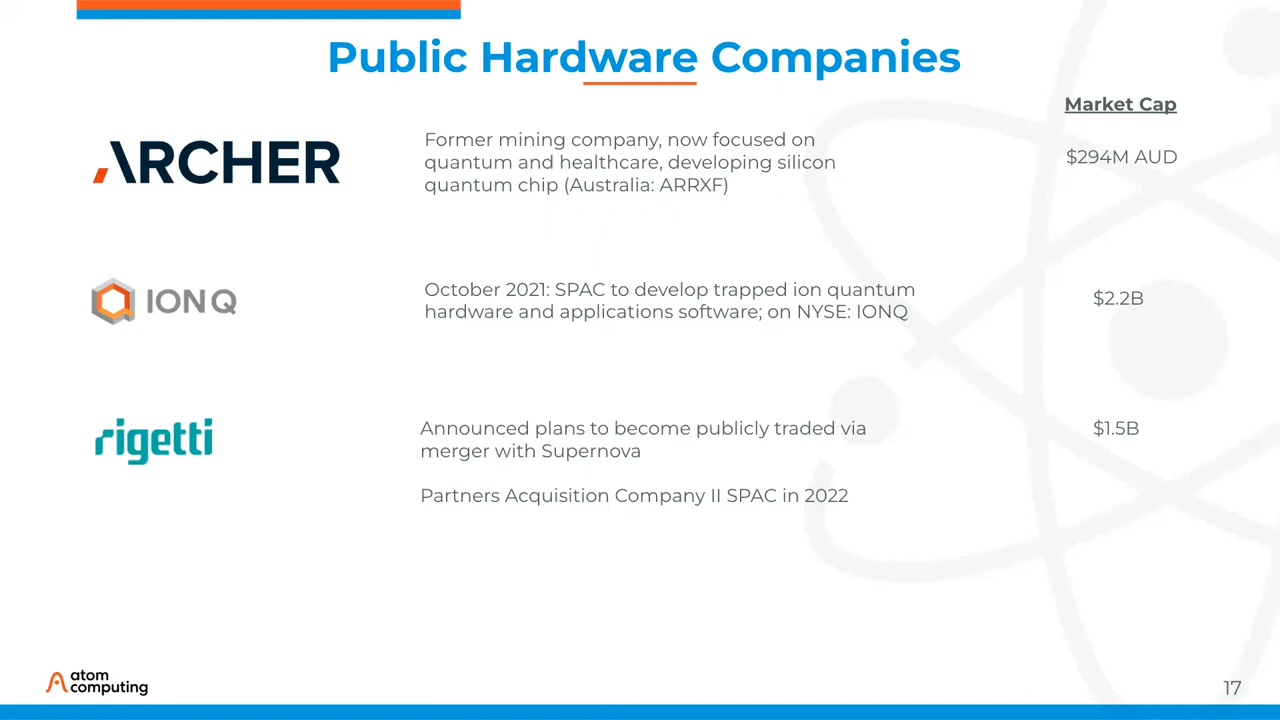 Public Hardware Companies
Market Cap
ARCHER
Former mining company, now focused on
quantum and healthcare, developing silicon
quantum chip (Australia: ARRXF)
$294M AUD
IONQ
October 2021: SPAC to develop trapped ion quantum
hardware and applications software; on NYSE: IONQ
$2.2B
rigetti
Announced plans to become publicly traded via
merger with Supernova
$1.5B
Partners Acquisition Company II SPAC in 2022
atom
computing
17